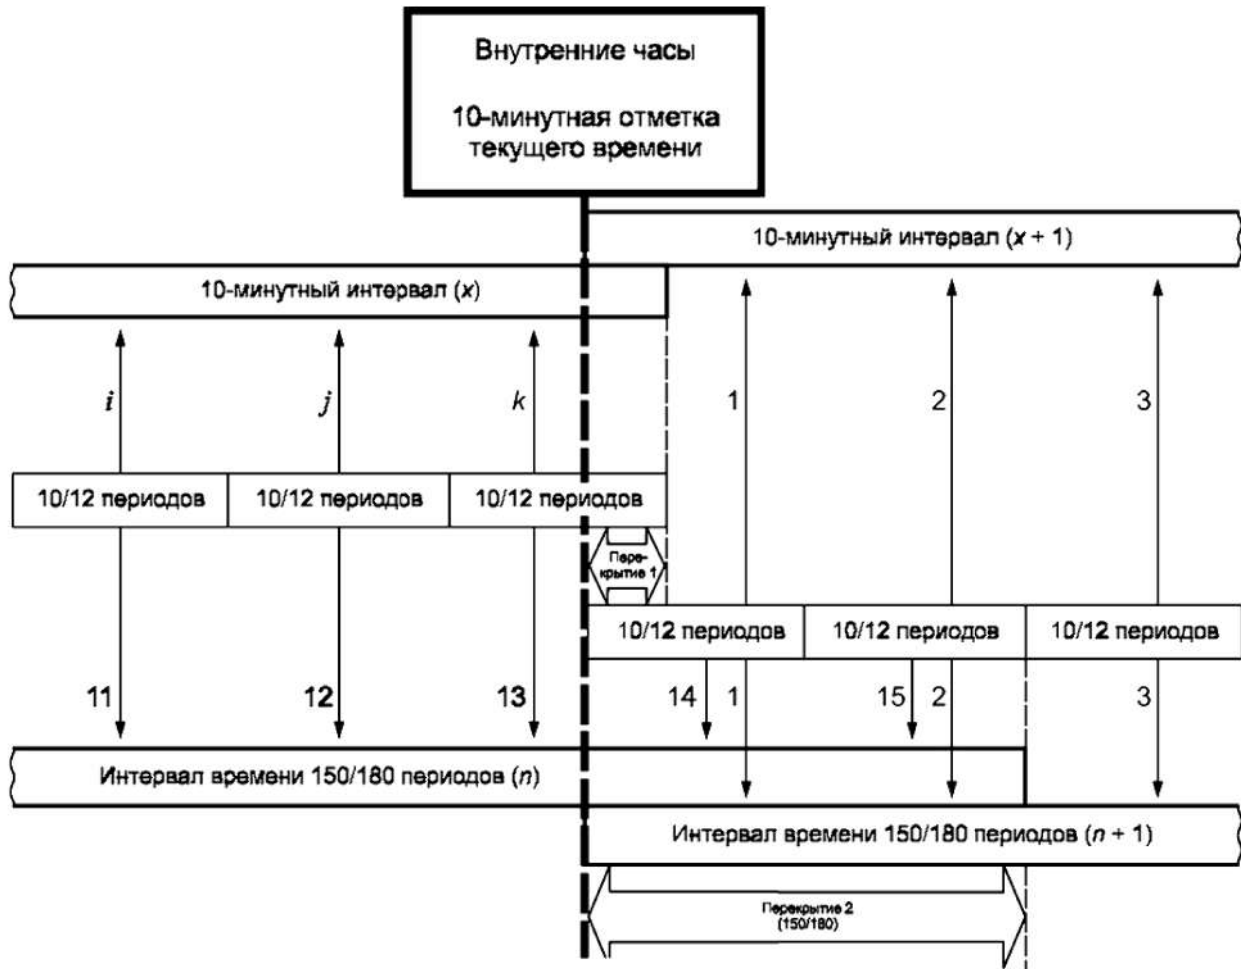 Внутренние часы
10-минутная отметка
текущего времени
10-минутный интервал (x + 1)
10-минутный интервал (x)
i
j
k
1
2
3
10/12 периодов
10/12 периодов
10/12 периодов
Пере-
крытие 1
10/12 периодов
10/12 периодов
10/12 периодов
11
12
13
14
1
15
2
3
Интервал времени 150/180 периодов (n)
Интервал времени 150/180 периодов (n + 1)
Перекрытие 2
(150/180)